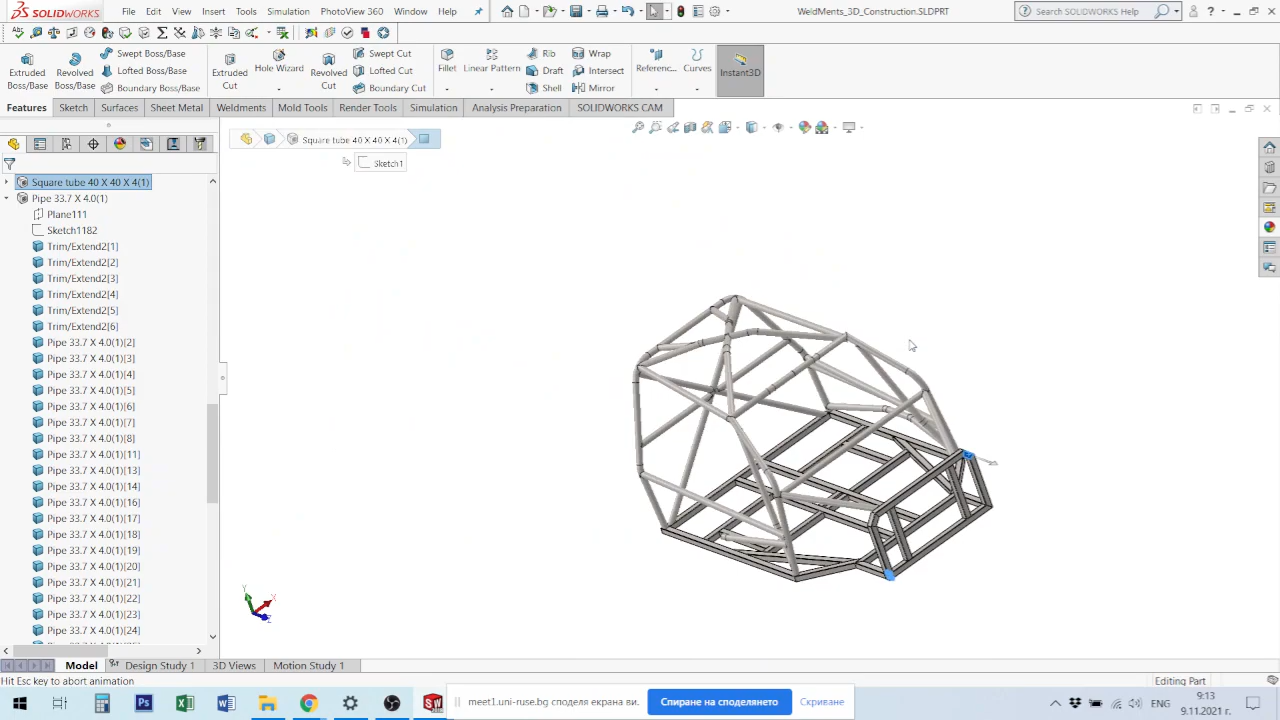 SOLIDWORKS File Edit View Insert Tools Simulation PhotoView 360 Window Help WeldMents_3D_Construction.SLDPRT Search SOLIDWORKS Help
Extruded Boss/Base Revolved Boss/Base Swept Boss/Base Lofted Boss/Base Boundary Boss/Base Extruded Cut Hole Wizard Revolved Cut Swept Cut Lofted Cut Boundary Cut Fillet Linear Pattern Rib Draft Shell Wrap Intersect Mirror Referenc... Curves Instant3D
Features Sketch Surfaces Sheet Metal Weldments Mold Tools Render Tools Simulation Analysis Preparation SOLIDWORKS CAM
Square tube 40 X 40 X 4(1)
Sketch1
Square tube 40 X 40 X 4(1)
Pipe 33.7 X 4.0(1)
Plane111
Sketch1182
Trim/Extend2[1]
Trim/Extend2[2]
Trim/Extend2[3]
Trim/Extend2[4]
Trim/Extend2[5]
Trim/Extend2[6]
Pipe 33.7 X 4.0(1)[2]
Pipe 33.7 X 4.0(1)[3]
Pipe 33.7 X 4.0(1)[4]
Pipe 33.7 X 4.0(1)[5]
Pipe 33.7 X 4.0(1)[6]
Pipe 33.7 X 4.0(1)[7]
Pipe 33.7 X 4.0(1)[8]
Pipe 33.7 X 4.0(1)[11]
Pipe 33.7 X 4.0(1)[13]
Pipe 33.7 X 4.0(1)[14]
Pipe 33.7 X 4.0(1)[16]
Pipe 33.7 X 4.0(1)[17]
Pipe 33.7 X 4.0(1)[18]
Pipe 33.7 X 4.0(1)[19]
Pipe 33.7 X 4.0(1)[20]
Pipe 33.7 X 4.0(1)[21]
Pipe 33.7 X 4.0(1)[22]
Pipe 33.7 X 4.0(1)[23]
Pipe 33.7 X 4.0(1)[24]
Y X Z
Model Design Study 1 3D Views Motion Study 1
Hit Esc key to abort animation Editing Part
meet1.uni-ruse.bg споделя екрана ви. Спиране на споделянето Скриване
ENG 9:13
9.11.2021 г.